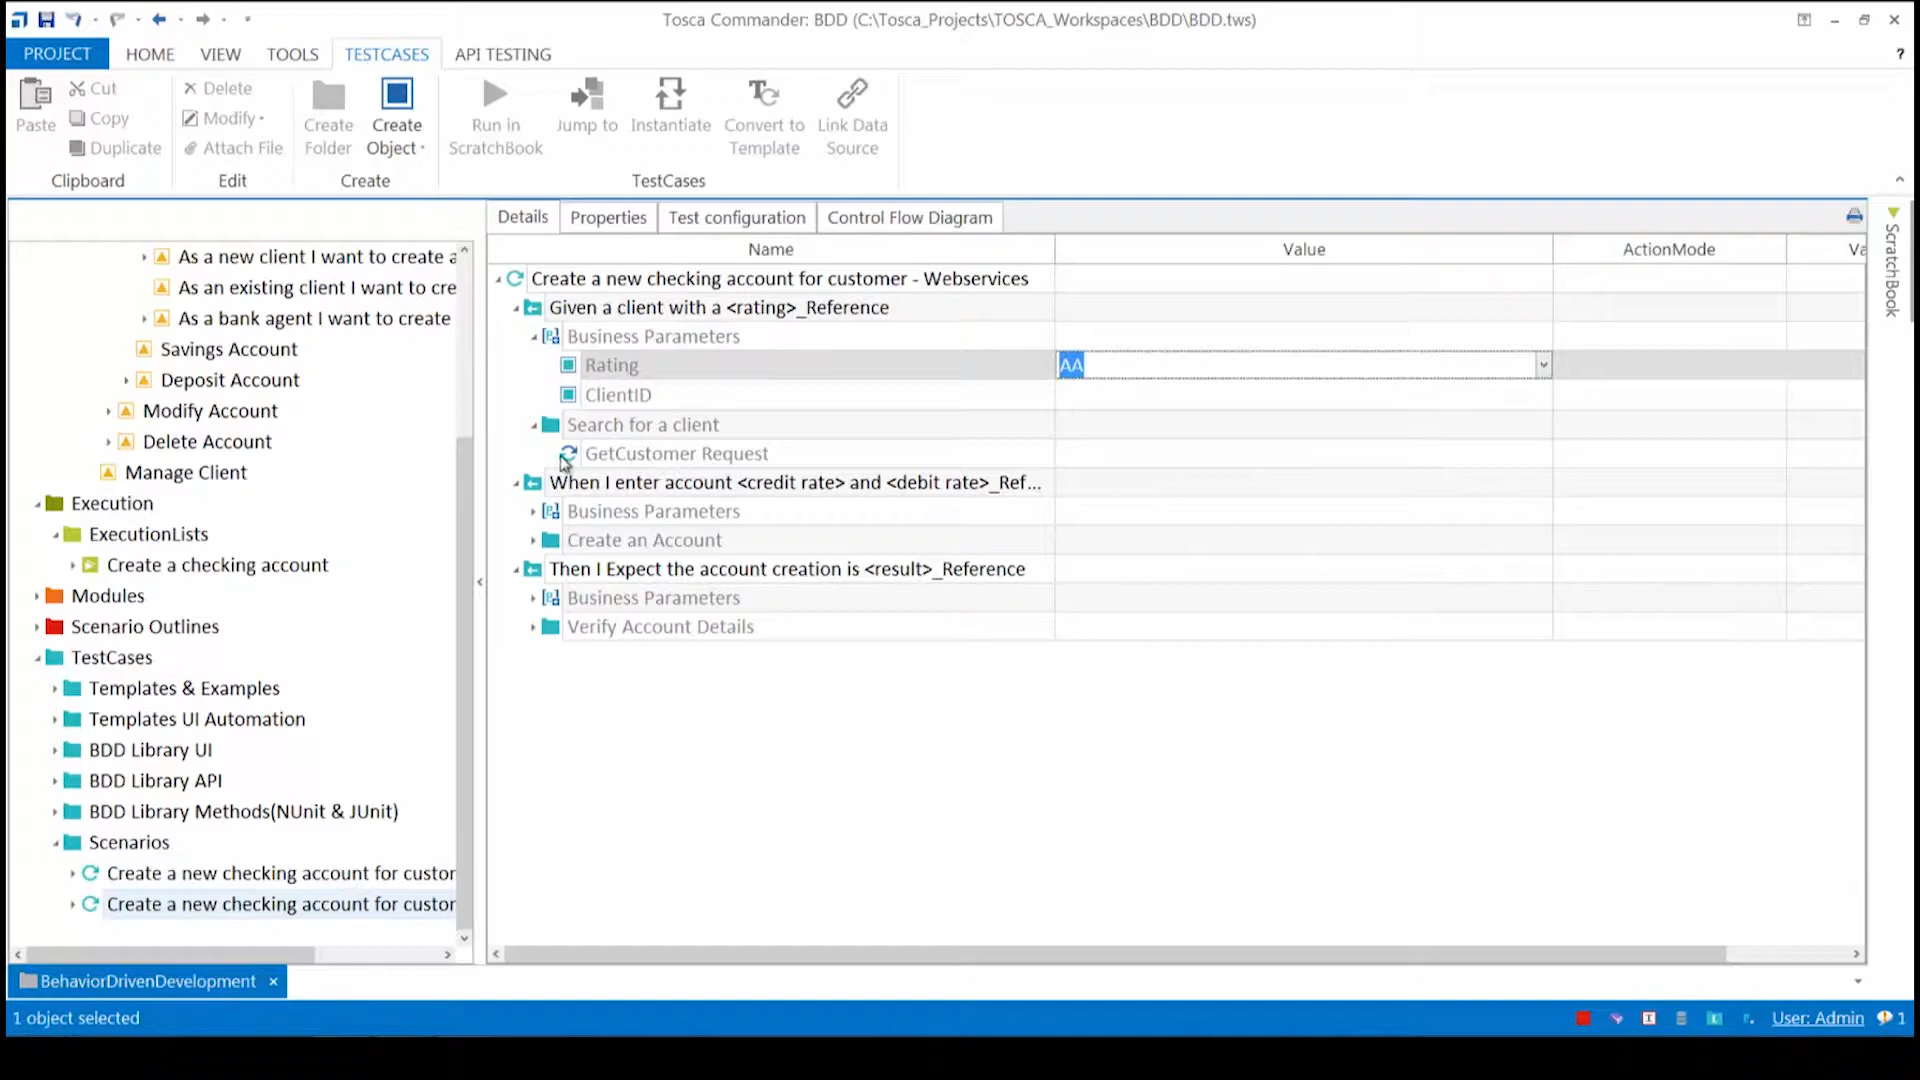 Tosca Commander: BDD (C:\Tosca_Projects\TOSCA_Workspaces\BDD\BDD.tws)
PROJECT HOME VIEW TOOLS TESTCASES API TESTING ?
Paste
Cut
Copy
Duplicate
Clipboard
Delete
Modify
Attach File
Edit
Create Folder
Create Object
Create
Run in ScratchBook
Jump to
Instantiate
Convert to Template
Link Data Source
TestCases
As a new client I want to create a
As an existing client I want to cre
As a bank agent I want to create
Savings Account
Deposit Account
Modify Account
Delete Account
Manage Client
Execution
ExecutionLists
Create a checking account
Modules
Scenario Outlines
TestCases
Templates & Examples
Templates UI Automation
BDD Library UI
BDD Library API
BDD Library Methods(NUnit & JUnit)
Scenarios
Create a new checking account for custor
Create a new checking account for custor
Details Properties Test configuration Control Flow Diagram
Name Value ActionMode Va
Create a new checking account for customer - Webservices
Given a client with a <rating>_Reference
Business Parameters
Rating AA
ClientID
Search for a client
GetCustomer Request
When I enter account <credit rate> and <debit rate>_Ref...
Business Parameters
Create an Account
Then I Expect the account creation is <result>_Reference
Business Parameters
Verify Account Details
ScratchBook
BehaviorDrivenDevelopment ×
1 object selected
User: Admin 1